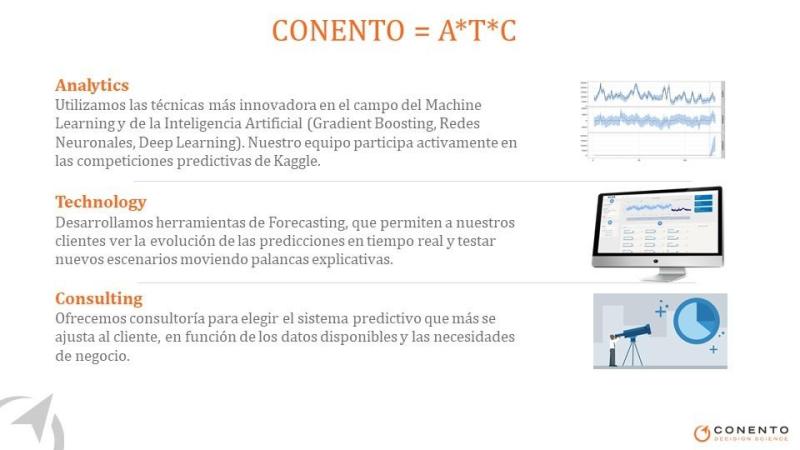 CONENTO = A*T*C
Analytics
Utilizamos las técnicas más innovadora en el campo del Machine
Learning y de la Inteligencia Artificial (Gradient Boosting, Redes
Neuronales, Deep Learning). Nuestro equipo participa activamente en
las competiciones predictivas de Kaggle.
Technology
Desarrollamos herramientas de Forecasting, que permiten a nuestros
clientes ver la evolución de las predicciones en tiempo real y testar
nuevos escenarios moviendo palancas explicativas.
Consulting
Ofrecemos consultoría para elegir el sistema predictivo que más se
ajusta al cliente, en función de los datos disponibles y las necesidades
de negocio.
CONENTO
DECISION SCIENCE